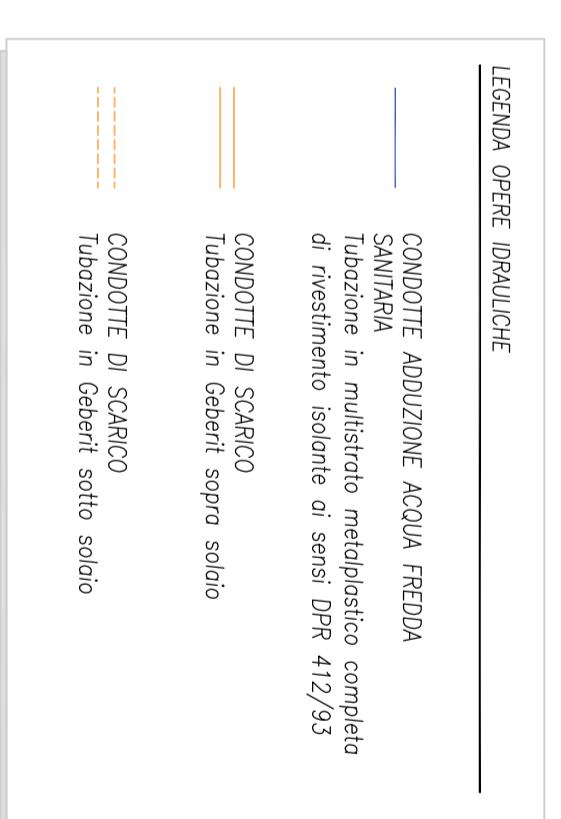 LEGENDA OPERE IDRAULICHE
CONDOTTE ADDUZIONE ACQUA FREDDA
SANITARIA
Tubazione in multistrato metalplastico completa
di rivestimento isolante ai sensi DPR 412/93
CONDOTTE DI SCARICO
Tubazione in Geberit sopra solaio
CONDOTTE DI SCARICO
Tubazione in Geberit sotto solaio